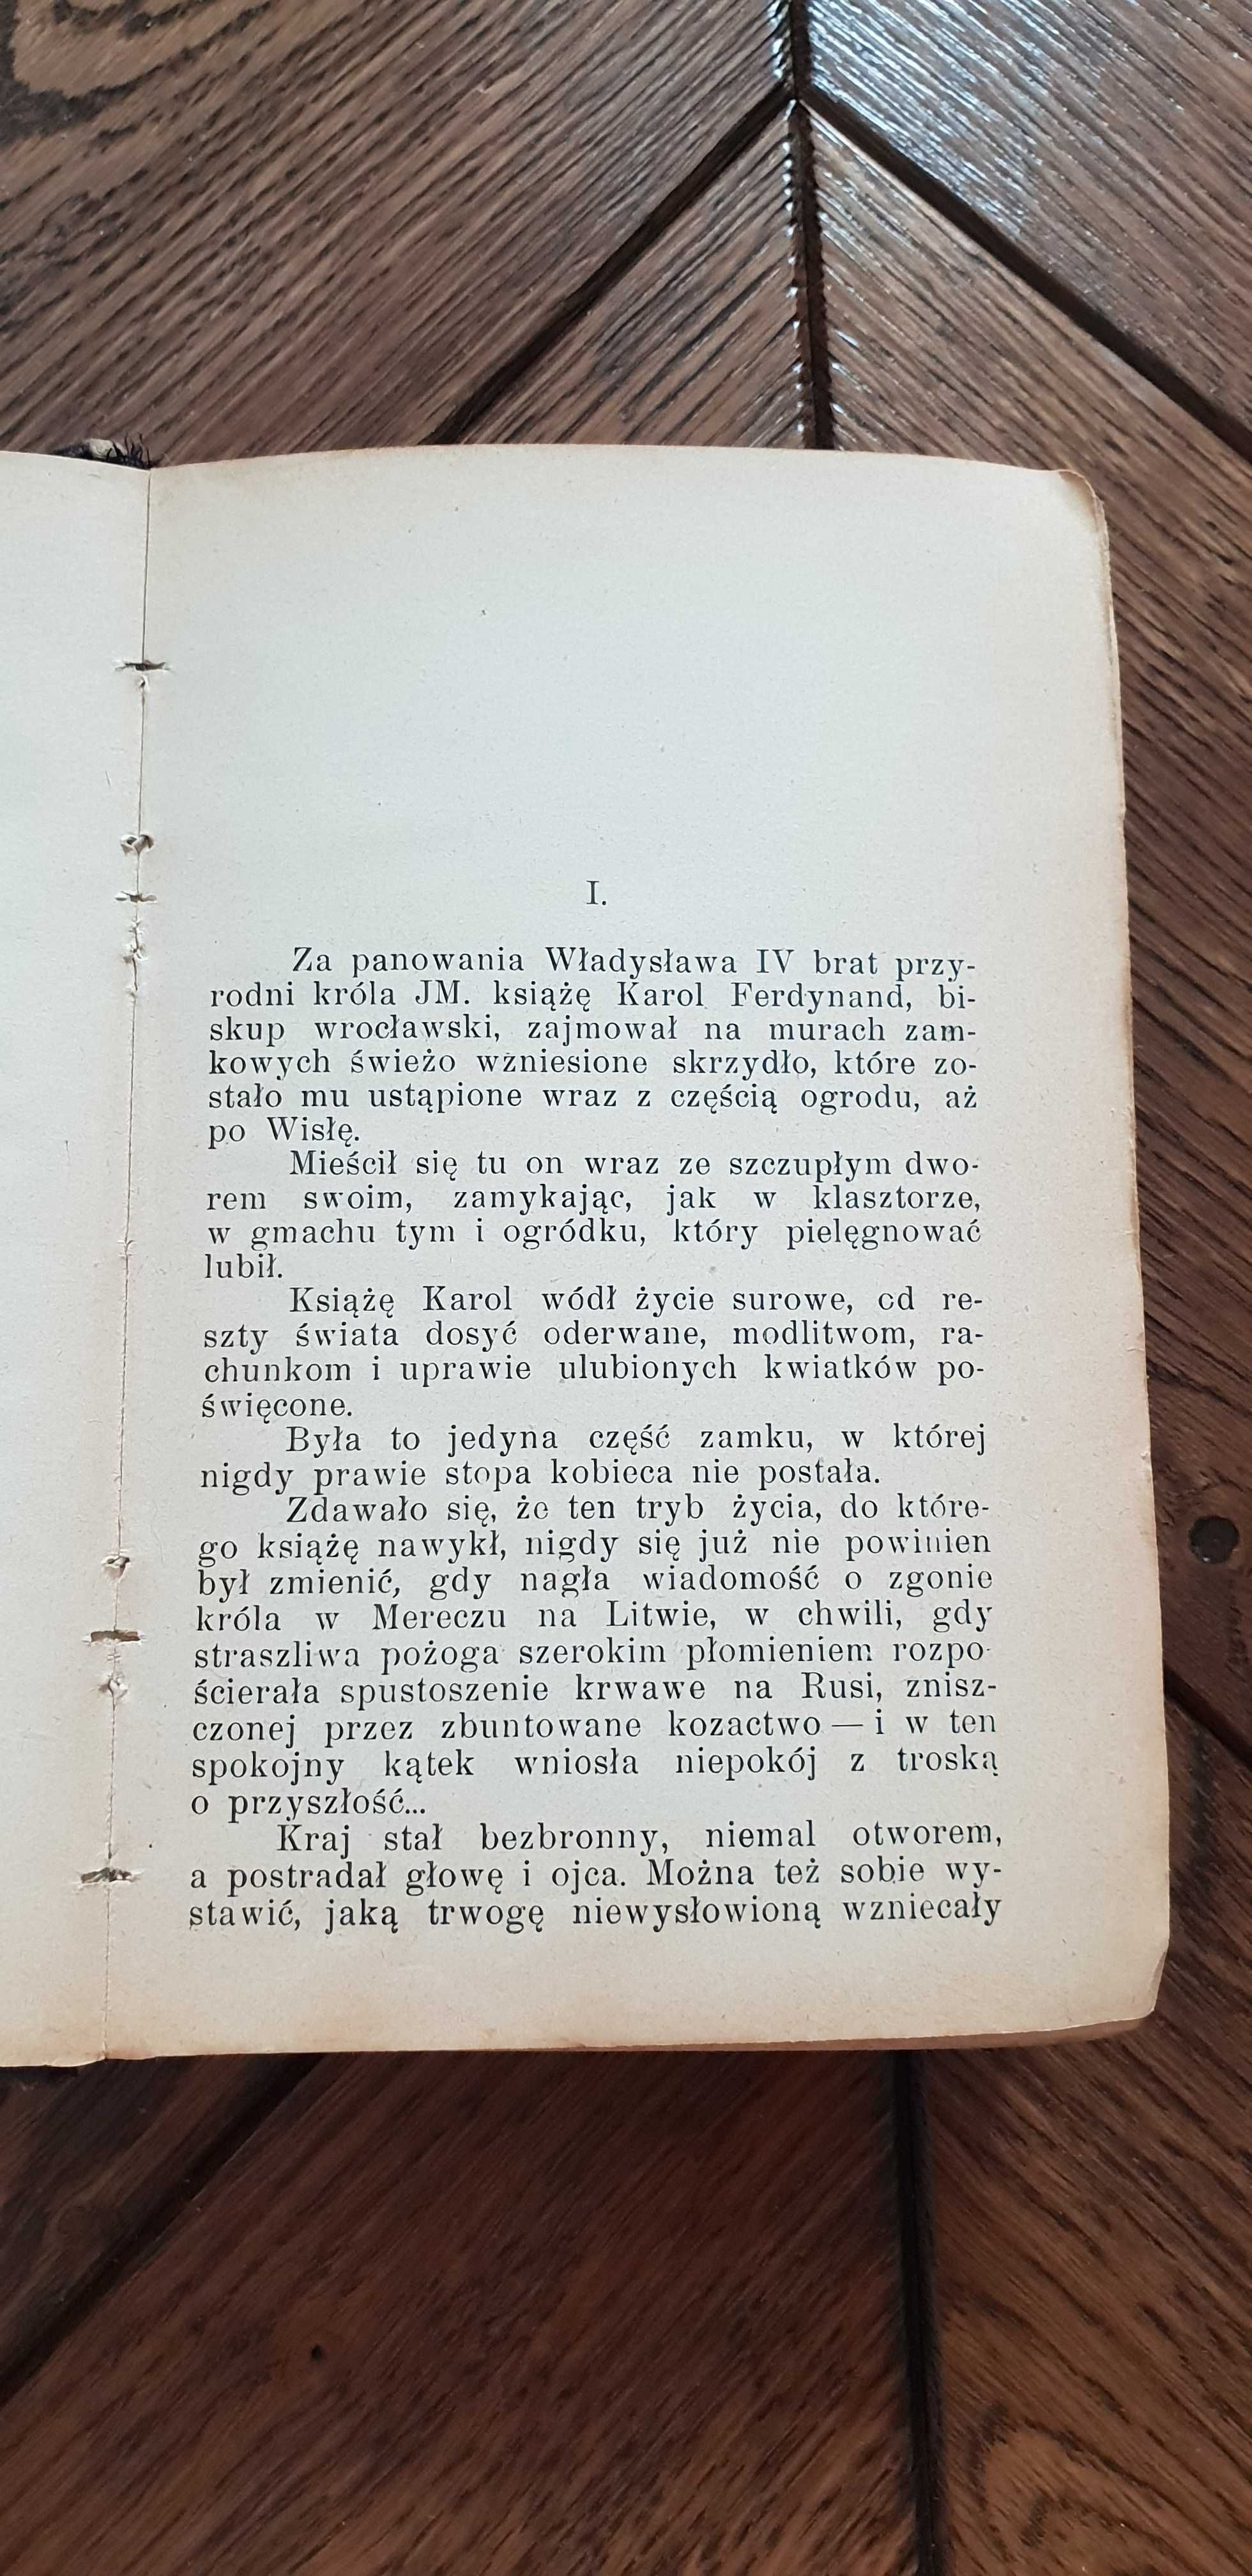 I.
Za panowania Władysława IV brat przy-
rodni króla JM. książę Karol Ferdynand, bi-
skup wrocławski, zajmował na murach zam-
kowych świeżo wzniesione skrzydło, które zo-
stało mu ustąpione wraz z częścią ogrodu, aż
po Wisłę.
Mieścił się tu on wraz ze szczupłym dwo-
rem swoim, zamykając, jak w klasztorze,
w gmachu tym i ogródku, który pielęgnować
lubił.
Książę Karol wódł życie surowe, od re-
szty świata dosyć oderwane, modlitwom, ra-
chunkom i uprawie ulubionych kwiatków po-
święcone.
Była to jedyna część zamku, w której
nigdy prawie stopa kobieca nie postała.
Zdawało się, że ten tryb życia, do które-
go książę nawykł, nigdy się już nie powinien
był zmienić, gdy nagła wiadomość o zgonie
króla w Mereczu na Litwie, w chwili, gdy
straszliwa pożoga szerokim płomieniem rozpo-
ścierała spustoszenie krwawe na Rusi, znisz-
czonej przez zbuntowane kozactwo — i w ten
spokojny kątek wniosła niepokój z troską
o przyszłość...
Kraj stał bezbronny, niemal otworem,
a postradał głowę i ojca. Można też sobie wy-
stawić, jaką trwogę niewysłowioną wzniecały